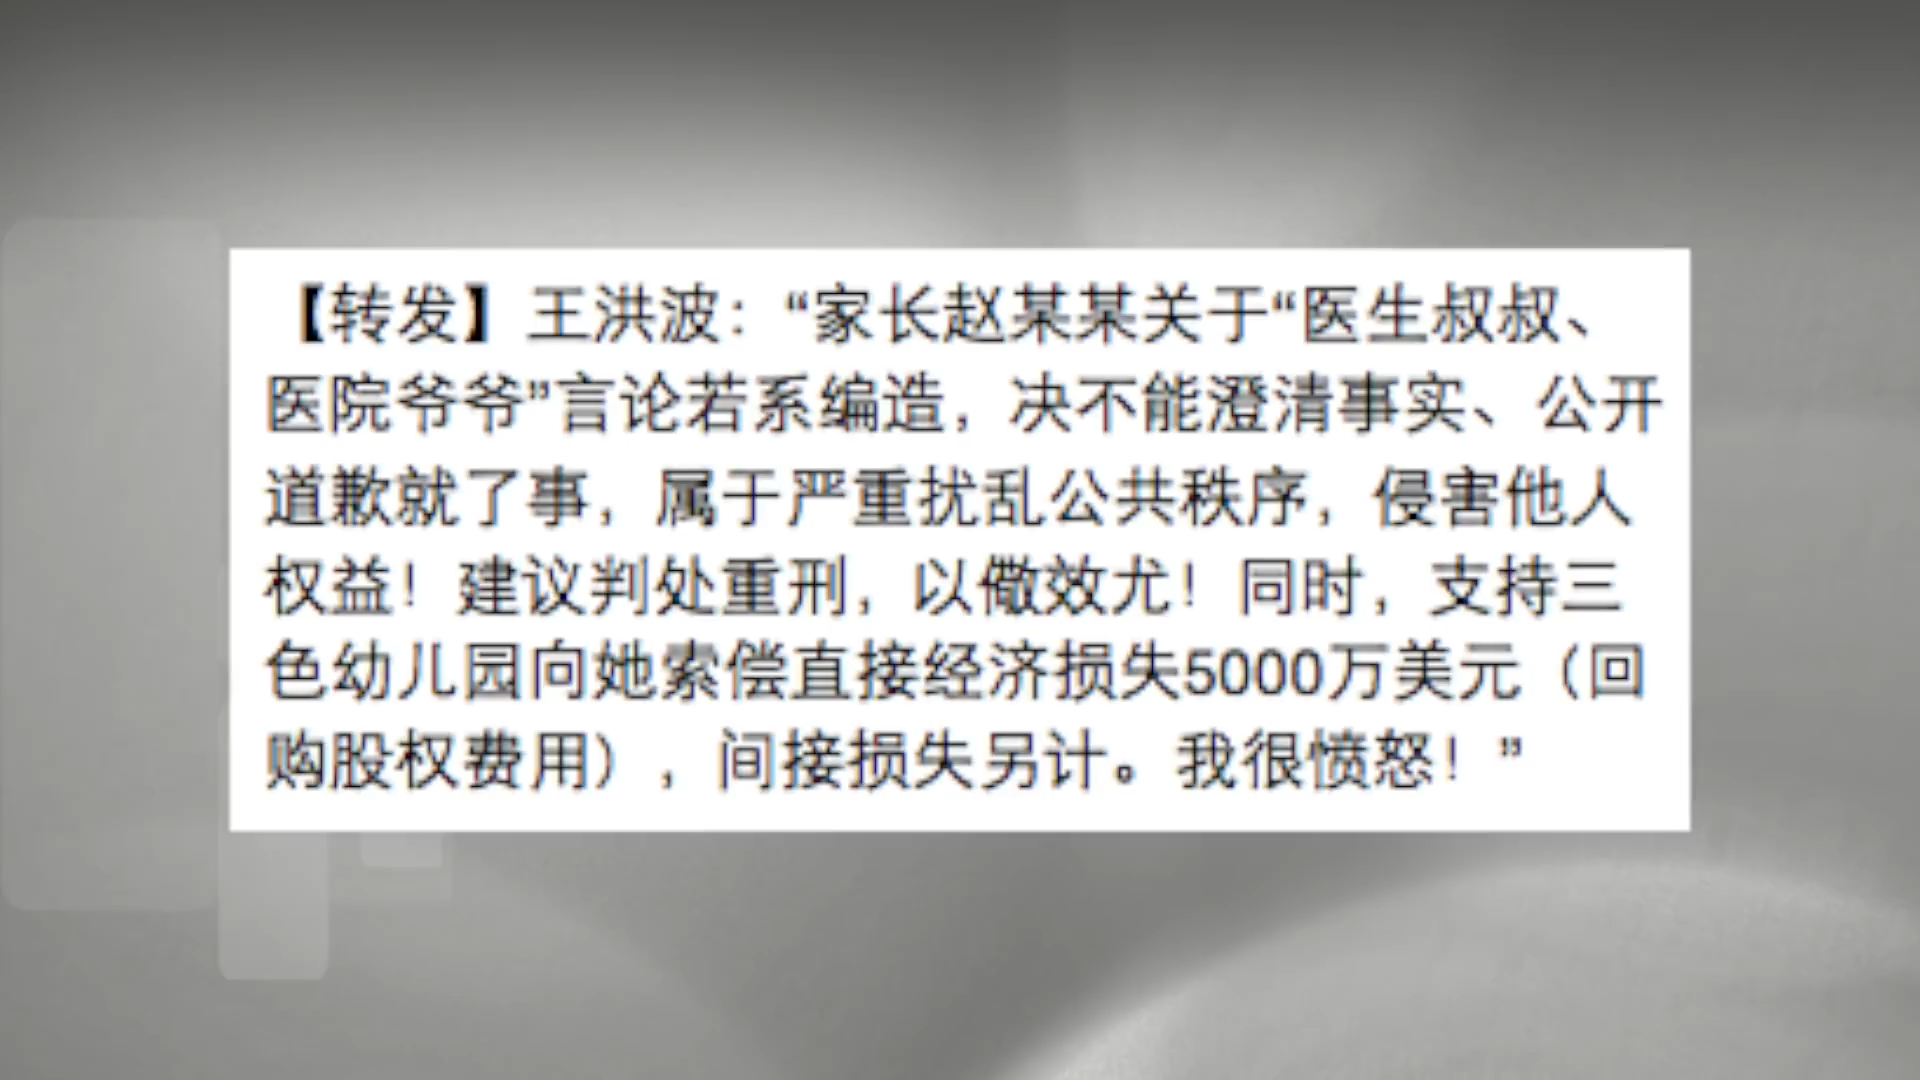 【转发】王洪波：“家长赵某某关于“医生叔叔、
医院爷爷”言论若系编造，决不能澄清事实、公开
道歉就了事，属于严重扰乱公共秩序，侵害他人
权益！建议判处重刑，以儆效尤！同时，支持三
色幼儿园向她索偿直接经济损失5000万美元（回
购股权费用），间接损失另计。我很愤怒！”